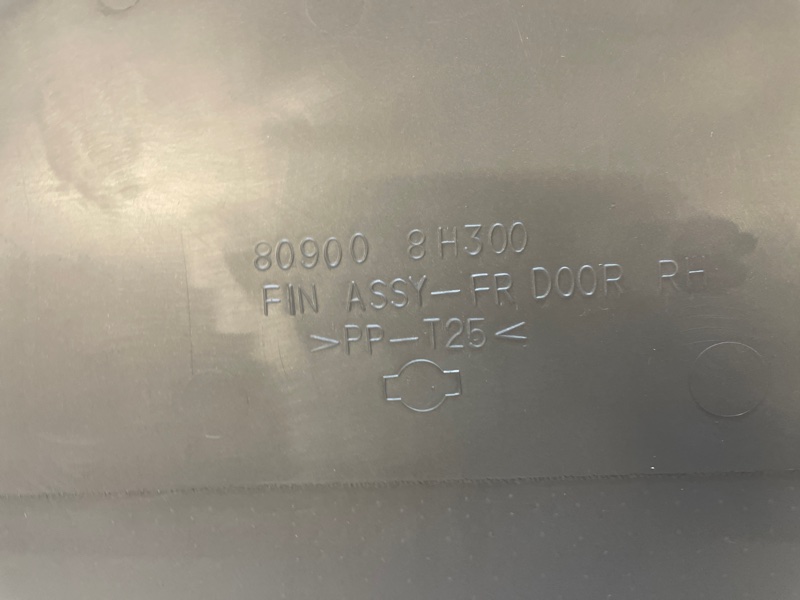 80900 8H300
FIN ASSY-FR DOOR RH
>PP-T25<